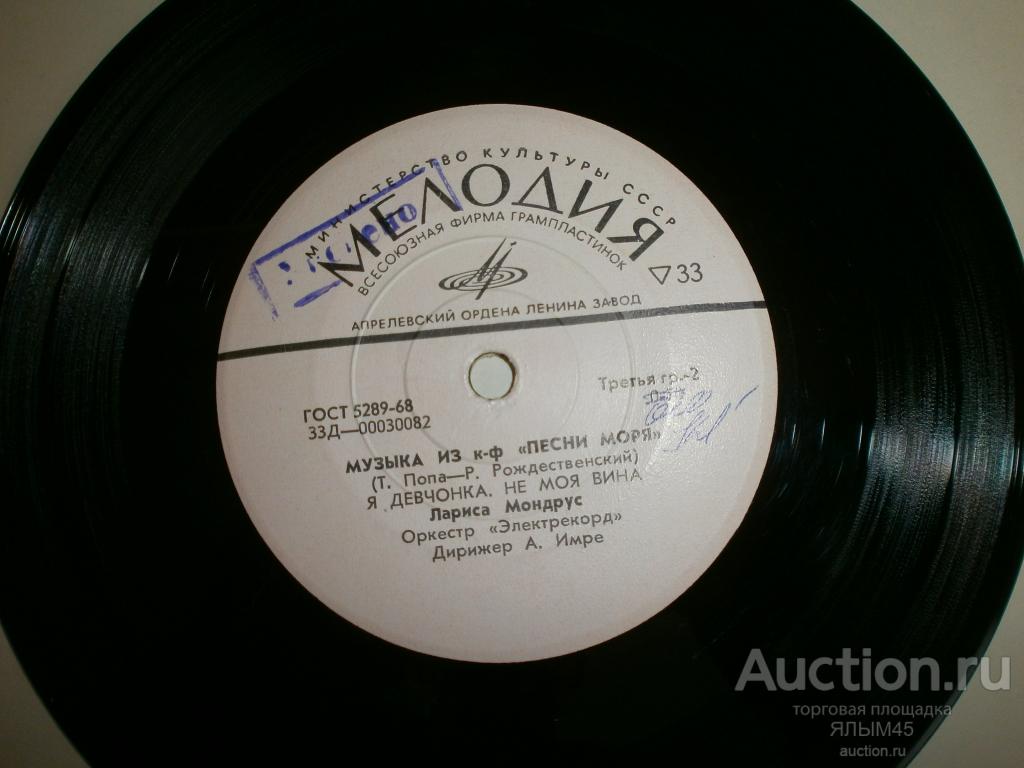 МИНИСТЕРСТВО КУЛЬТУРЫ СССР
МЕЛОДИЯ
ВСЕСОЮЗНАЯ ФИРМА ГРАМПЛАСТИНОК
33
АПРЕЛЕВСКИЙ ОРДЕНА ЛЕНИНА ЗАВОД
Третья гр.-2
ГОСТ 5289-68
33Д—00030082
МУЗЫКА ИЗ к-ф «ПЕСНИ МОРЯ»
(Т. Попа—Р. Рождественский)
Я ДЕВЧОНКА, НЕ МОЯ ВИНА
Лариса Мондрус
Оркестр «Электрекорд»
Дирижер А. Имре
Auction.ru
торговая площадка
ЯЛЫМ45
auction.ru